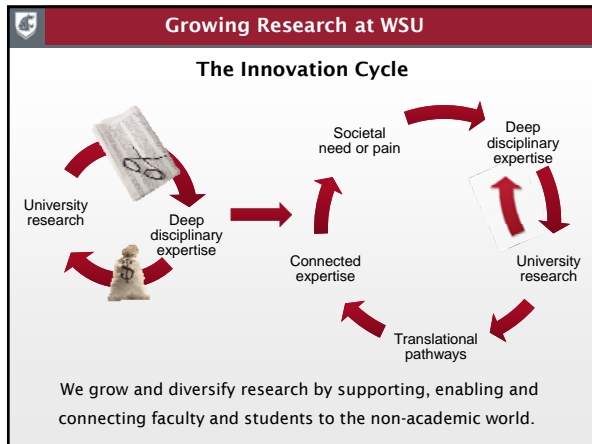 Growing Research at WSU
The Innovation Cycle
University
research
Deep
disciplinary
expertise
$
Societal
need or pain
Deep
disciplinary
expertise
University
research
Translational
pathways
Connected
expertise
We grow and diversify research by supporting, enabling and
connecting faculty and students to the non-academic world.